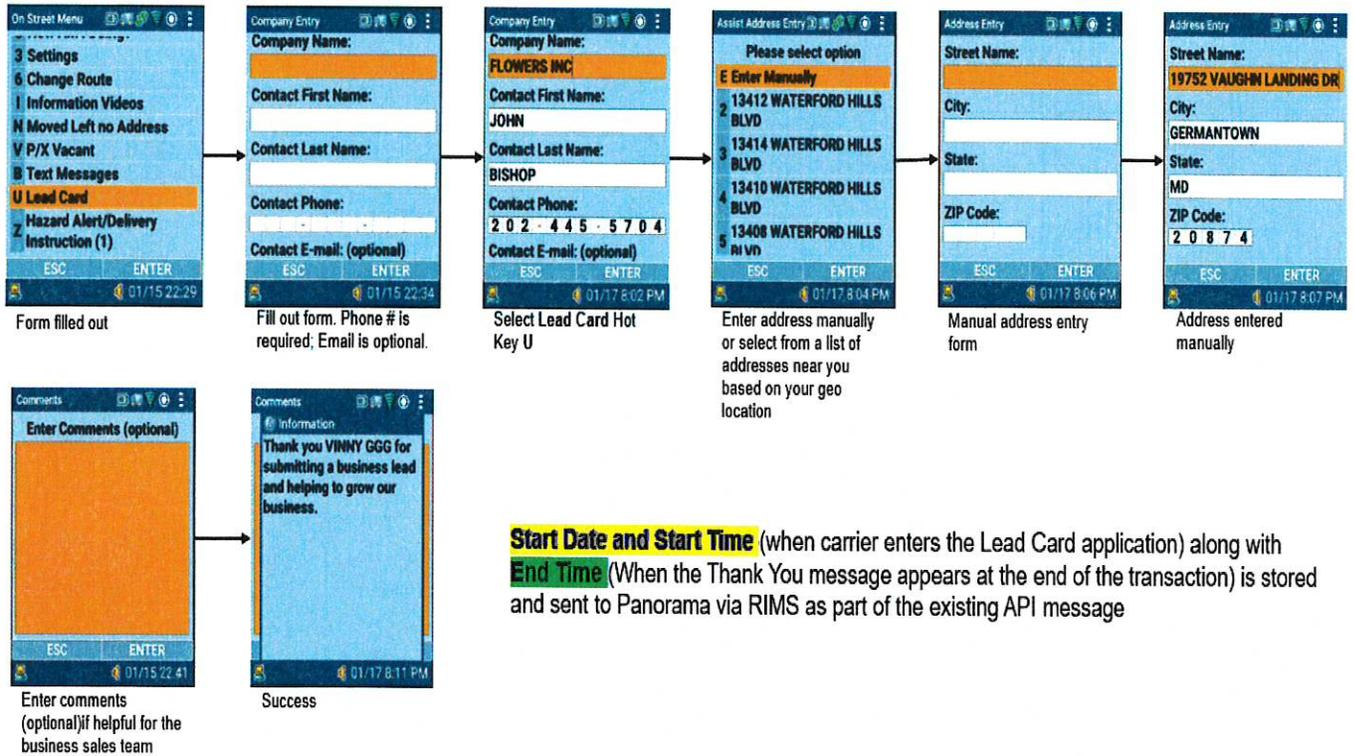 On Street Menu
3 Settings
6 Change Route
I Information Videos
N Moved Left no Address
V P/X Vacant
B Text Messages
U Lead Card
Z Hazard Alert/Delivery
Instruction (1)
ESC ENTER
01/15 22:29
Form filled out
Company Entry
Company Name:
Contact First Name:
Contact Last Name:
Contact Phone:
- -
Contact E-mail: (optional)
ESC ENTER
01/15 22:34
Fill out form. Phone # is
required; Email is optional.
Company Entry
Company Name:
FLOWERS INC
Contact First Name:
JOHN
Contact Last Name:
BISHOP
Contact Phone:
202-445-5704
Contact E-mail: (optional)
ESC ENTER
01/17 8:02 PM
Select Lead Card Hot
Key U
Assist Address Entry
Please select option
E Enter Manually
2 13412 WATERFORD HILLS
BLVD
3 13414 WATERFORD HILLS
BLVD
4 13410 WATERFORD HILLS
BLVD
5 13408 WATERFORD HILLS
BLVD
ESC ENTER
01/17 8:04 PM
Enter address manually
or select from a list of
addresses near you
based on your geo
location
Address Entry
Street Name:
City:
State:
ZIP Code:
ESC ENTER
01/17 8:06 PM
Manual address entry
form
Address Entry
Street Name:
19752 VAUGHN LANDING DR
City:
GERMANTOWN
State:
MD
ZIP Code:
20874
ESC ENTER
01/17 8:07 PM
Address entered
manually
Comments
Enter Comments (optional)
ESC ENTER
01/15 22:41
Enter comments
(optional)if helpful for the
business sales team
Comments
Information
Thank you VINNY GGG for
submitting a business lead
and helping to grow our
business.
01/17 8:11 PM
Success
Start Date and Start Time (when carrier enters the Lead Card application) along with
End Time (When the Thank You message appears at the end of the transaction) is stored
and sent to Panorama via RIMS as part of the existing API message